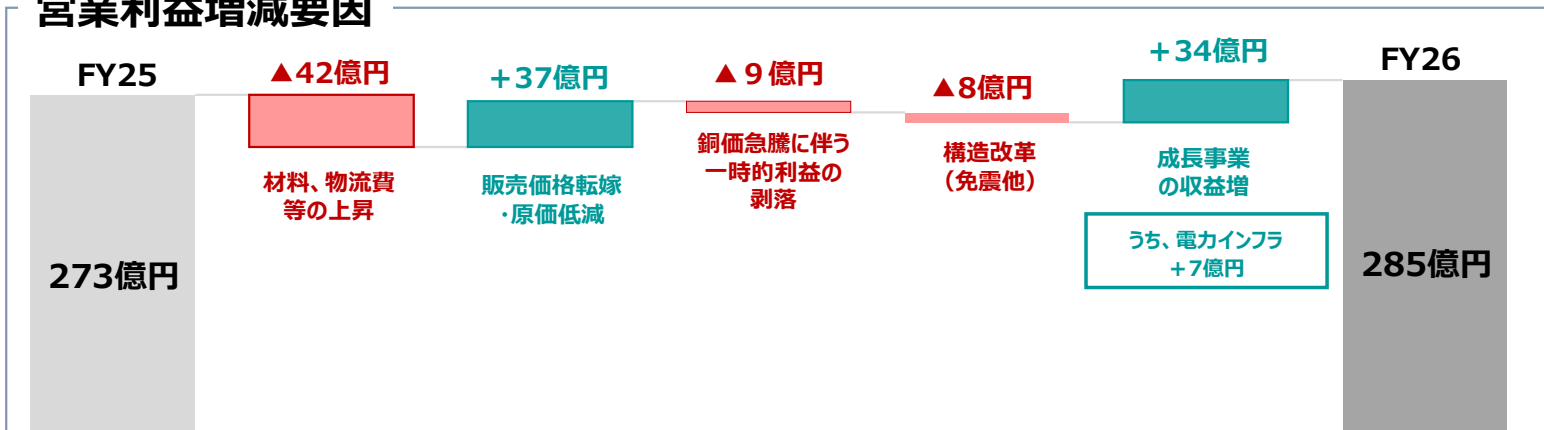 営業利益増減要因
FY25
▲42億円
+37億円
▲9億円
▲8億円
+34億円
FY26
材料、物流費
等の上昇
販売価格転嫁
・原価低減
銅価急騰に伴う
一時的利益の
剥落
構造改革
(免震他)
成長事業
の収益増
うち、電力インフラ
+7億円
273億円
285億円